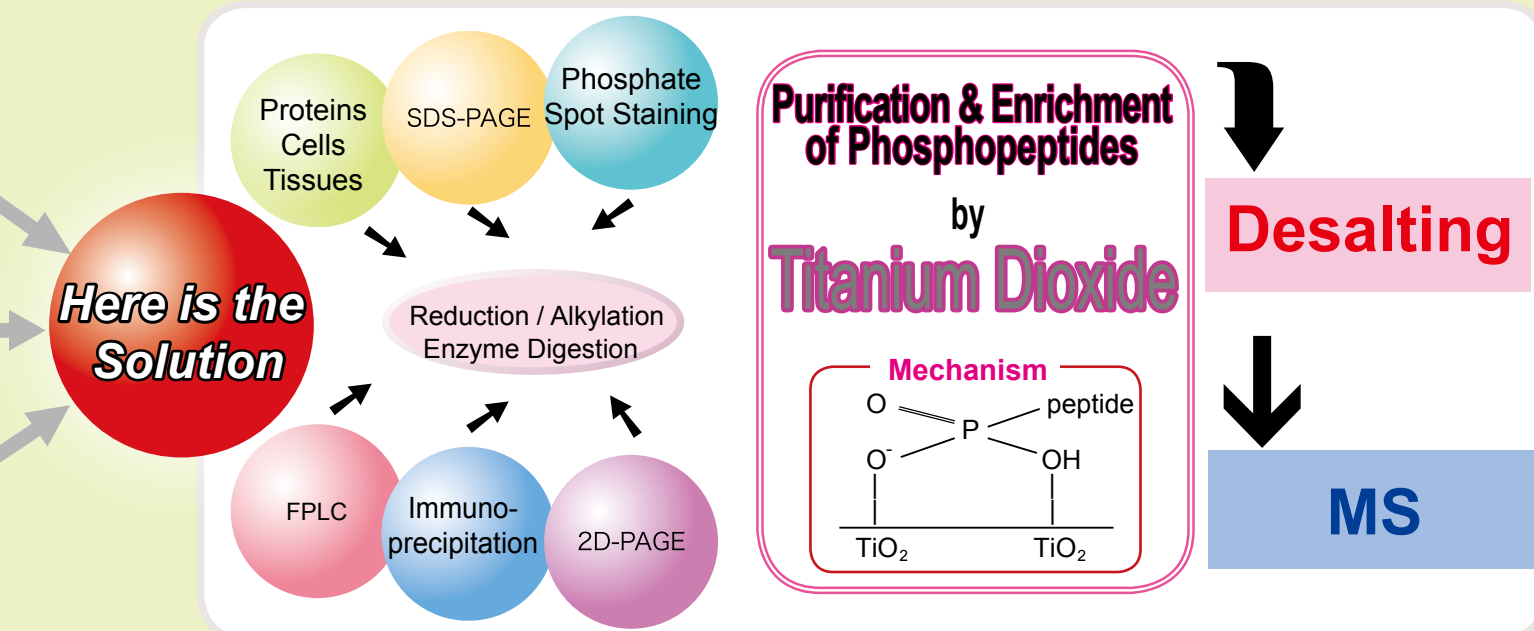 Here is the
Solution
Proteins
Cells
Tissues
SDS-PAGE
Phosphate
Spot Staining
Reduction / Alkylation
Enzyme Digestion
FPLC
Immuno-
precipitation
2D-PAGE
Purification & Enrichment
of Phosphopeptides
by
Titanium Dioxide
Mechanism
O
peptide
P
O⁻
OH
TiO₂
TiO₂
Desalting
MS